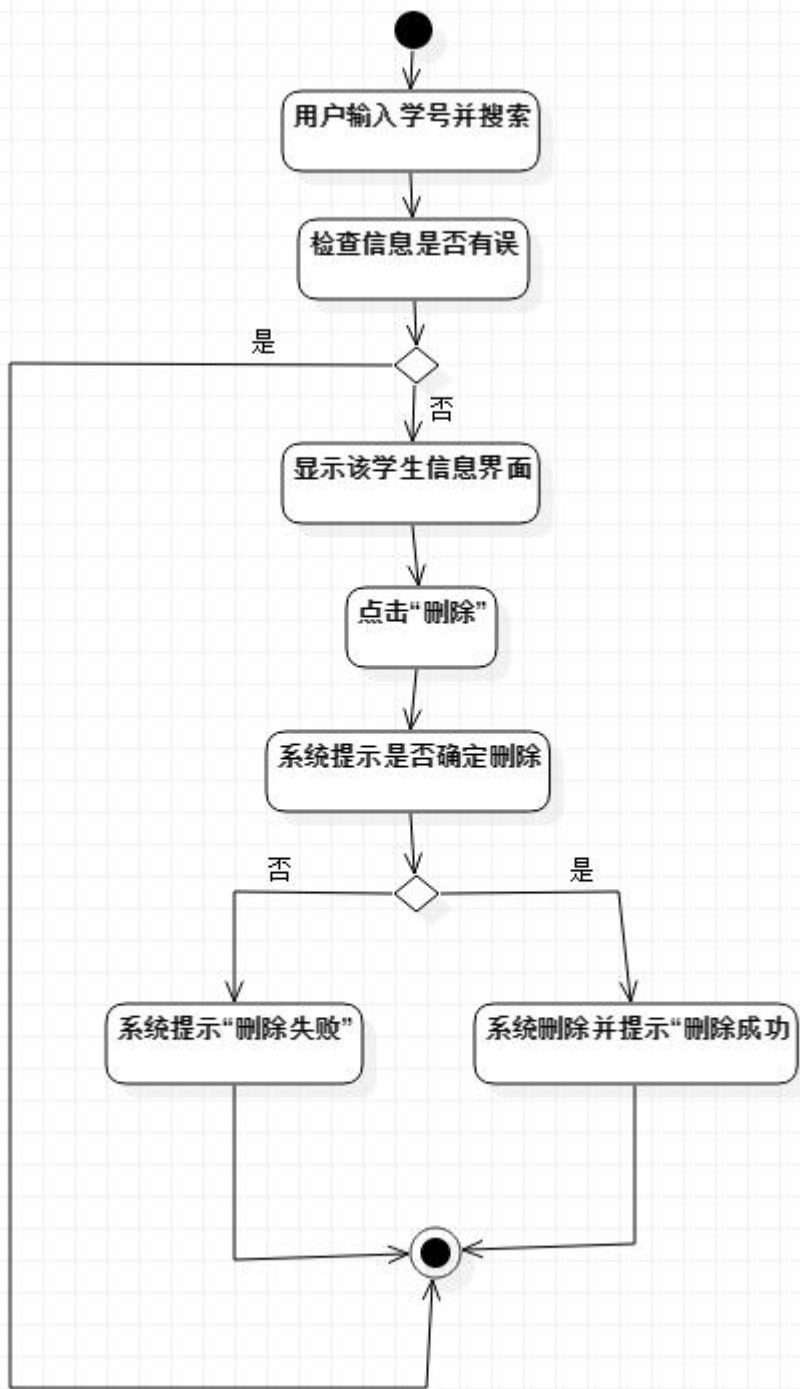 用户输入学号并搜索
检查信息是否有误
是
否
显示该学生信息界面
点击“删除”
系统提示是否确定删除
否
是
系统提示“删除失败”
系统删除并提示“删除成功